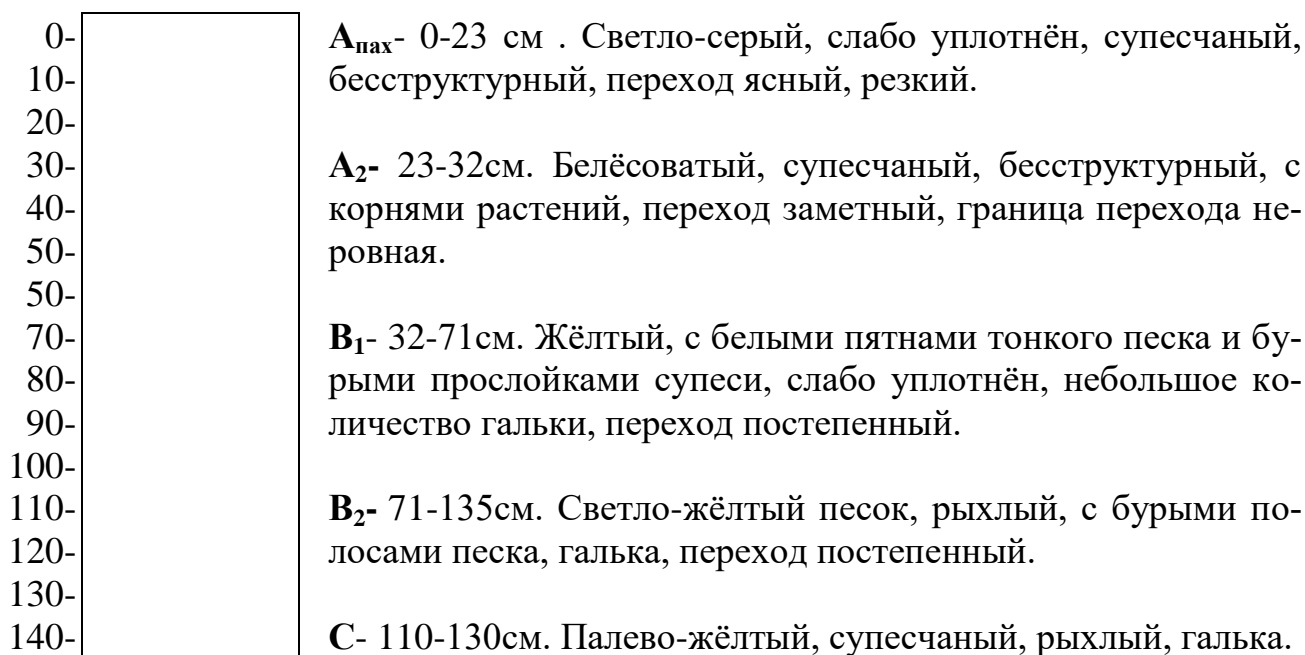 0-
10-
20-
30-
40-
50-
50-
70-
80-
90-
100-
110-
120-
130-
140-
Апах- 0-23 см . Светло-серый, слабо уплотнён, супесчаный,
бесструктурный, переход ясный, резкий.
А2- 23-32см. Белёсоватый, супесчаный, бесструктурный, с
корнями растений, переход заметный, граница перехода не-
ровная.
В1- 32-71см. Жёлтый, с белыми пятнами тонкого песка и бу-
рыми прослойками супеси, слабо уплотнён, небольшое ко-
личество гальки, переход постепенный.
В2- 71-135см. Светло-жёлтый песок, рыхлый, с бурыми по-
лосами песка, галька, переход постепенный.
С- 110-130см. Палево-жёлтый, супесчаный, рыхлый, галька.